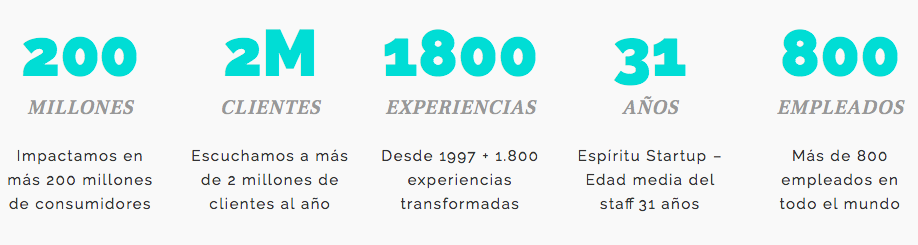 200
MILLONES
Impactamos en
más 200 millones
de consumidores
2M
CLIENTES
Escuchamos a más
de 2 millones de
clientes al año
1800
EXPERIENCIAS
Desde 1997 + 1.800
experiencias
transformadas
31
AÑOS
Espíritu Startup –
Edad media del
staff 31 años
800
EMPLEADOS
Más de 800
empleados en
todo el mundo